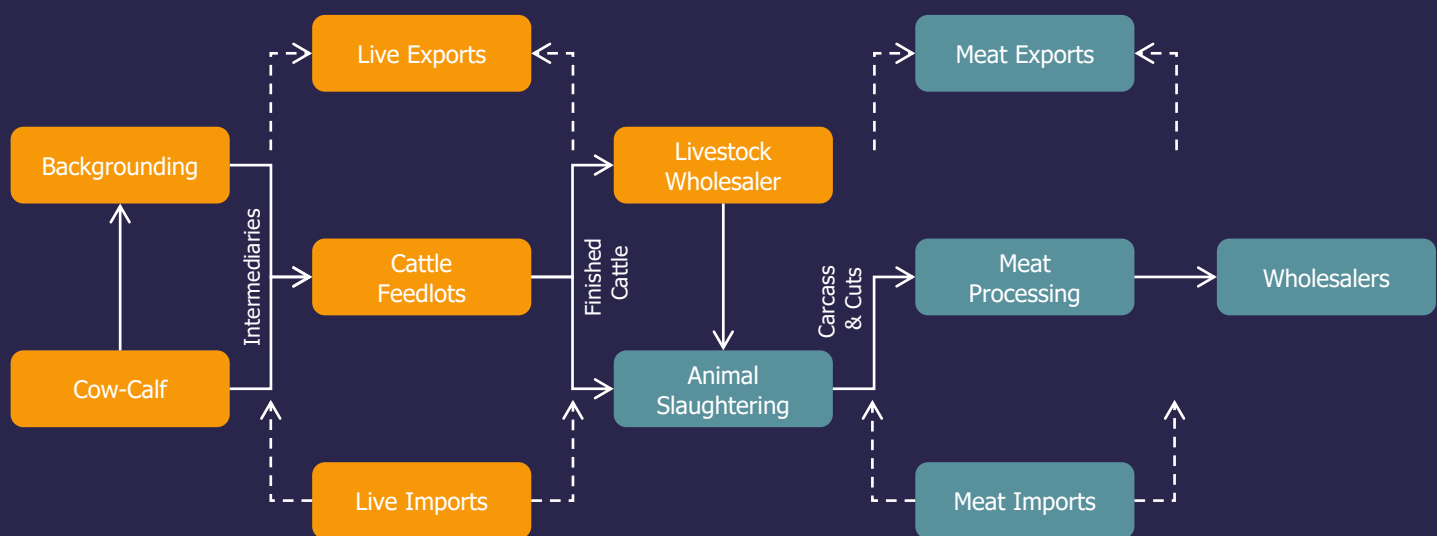 Live Exports
Meat Exports
Backgrounding
Livestock
Wholesaler
Intermediaries
Cattle
Feedlots
Finished
Cattle
Carcass
& Cuts
Meat
Processing
Wholesalers
Cow-Calf
Animal
Slaughtering
Live Imports
Meat Imports